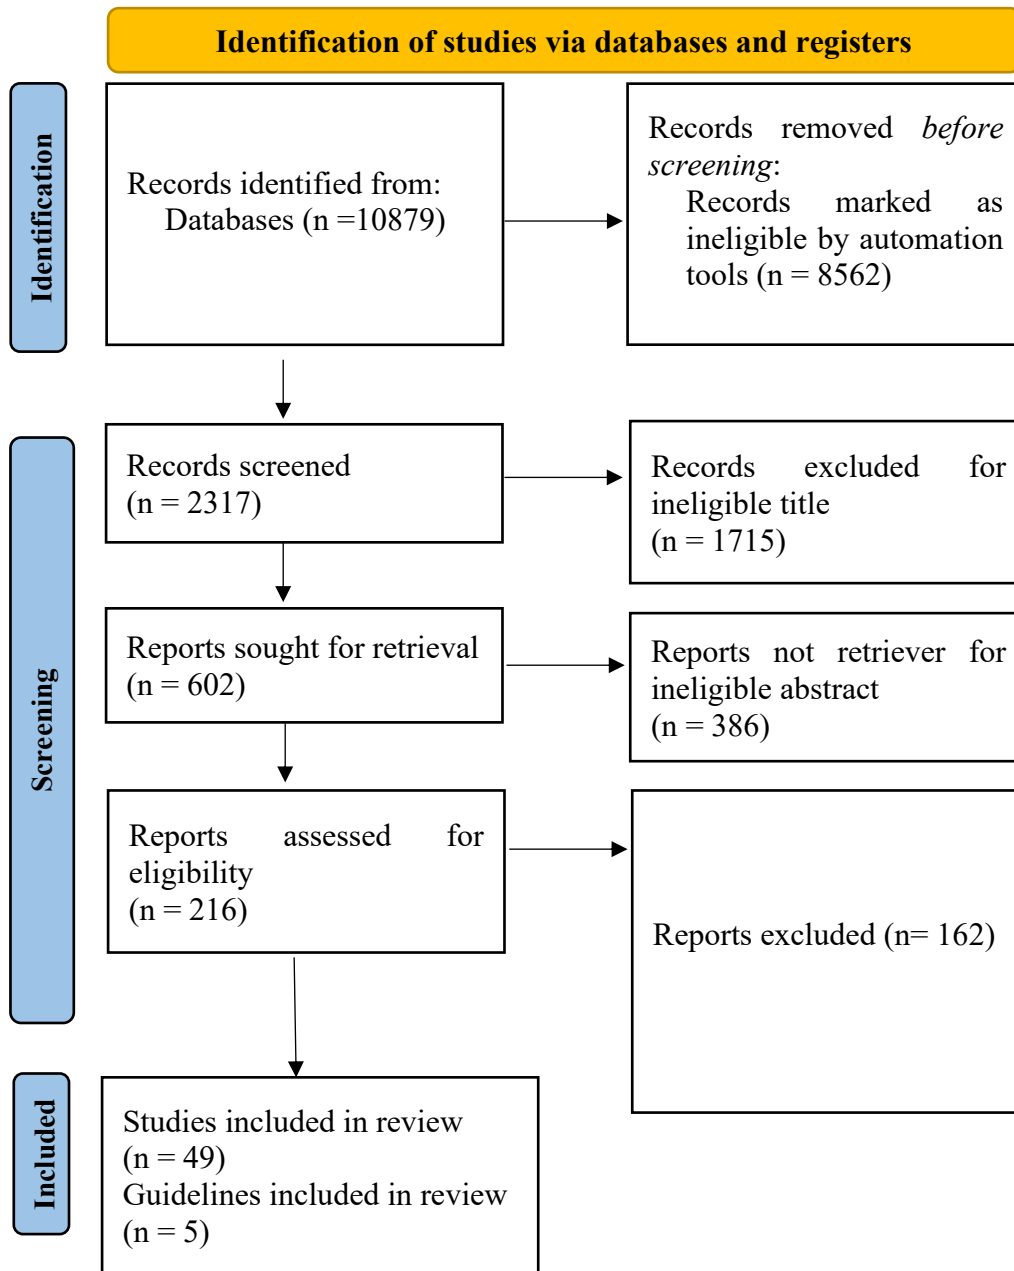 Identification of studies via databases and registers
Identification
Records identified from:
Databases (n =10879)
Records removed before
screening:
Records marked as
ineligible by automation
tools (n = 8562)
Screening
Records screened
(n = 2317)
Records excluded for
ineligible title
(n = 1715)
Reports sought for retrieval
(n = 602)
Reports not retriever for
ineligible abstract
(n = 386)
Reports assessed for
eligibility
(n = 216)
Reports excluded (n= 162)
Included
Studies included in review
(n = 49)
Guidelines included in review
(n = 5)